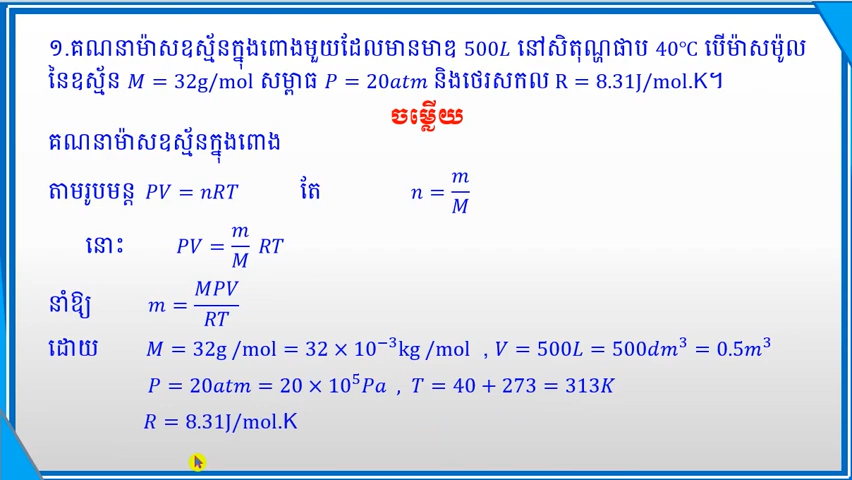 ១.គណនាម៉ាសឧស្ម័នក្នុងពោងមួយដែលមានមាឌ 500L នៅសិតុណ្ហផាប 40°C បើម៉ាសម៉ូល
នៃឧស្ម័ន M = 32g/mol សម្ពាធ P = 20atm និងថេរសកល R = 8.31J/mol.K។
ចម្លើយ
គណនាម៉ាសឧស្ម័នក្នុងពោង
តាមរូបមន្ត PV = nRT តែ n = m/M
នោះ PV = m/M RT
នាំឱ្យ m = MPV/RT
ដោយ M = 32g /mol = 32 × 10⁻³kg /mol , V = 500L = 500dm³ = 0.5m³
P = 20atm = 20 × 10⁵Pa , T = 40 + 273 = 313K
R = 8.31J/mol.K